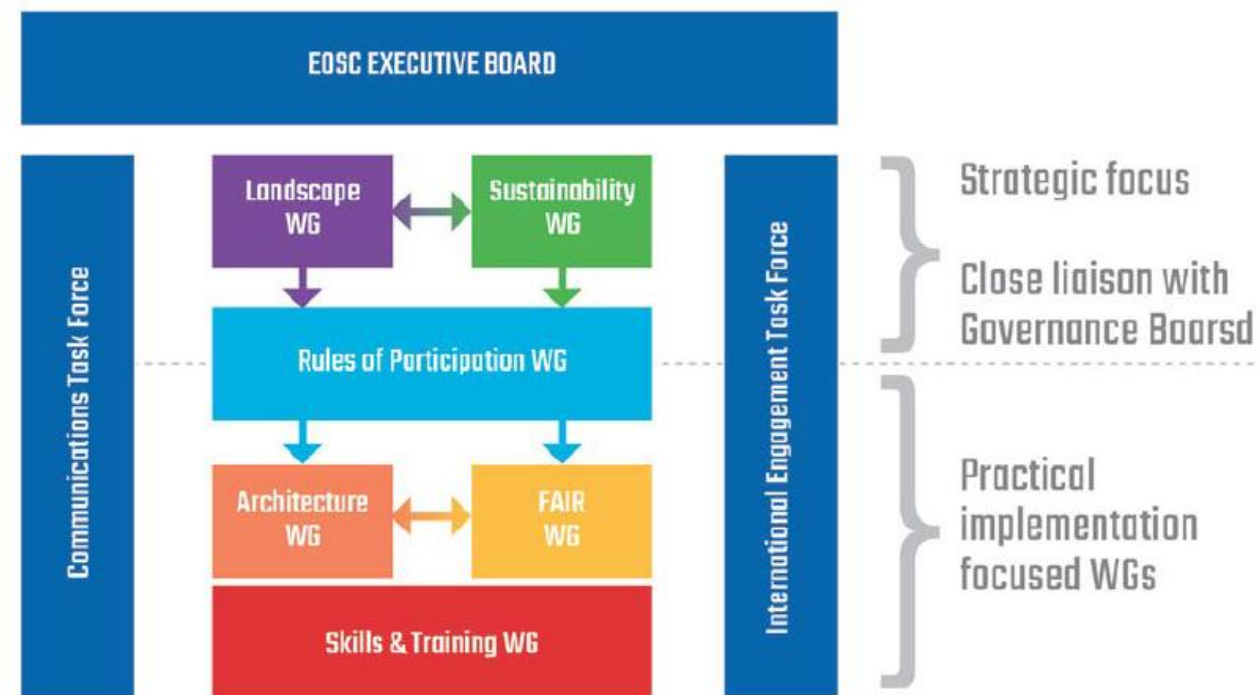 EOSC EXECUTIVE BOARD
Communications Task Force
Landscape
WG
Sustainability
WG
Rules of Participation WG
Architecture
WG
FAIR
WG
Skills & Training WG
International Engagement Task Force
Strategic focus
Close liaison with
Governance Boarsd
Practical
implementation
focused WGs